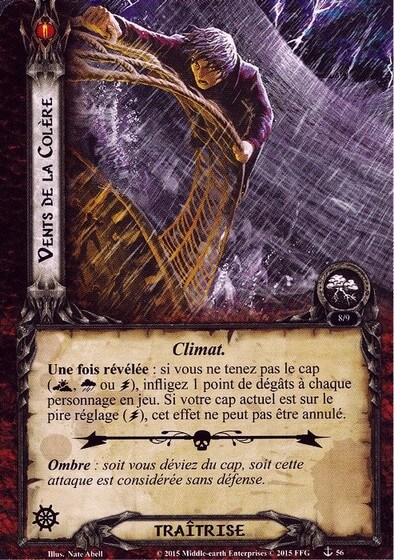 VENTS DE LA COLÈRE
8/9
Climat.
Une fois révélée : si vous ne tenez pas le cap
( , ou ), infligez 1 point de dégâts à chaque
personnage en jeu. Si votre cap actuel est sur le
pire réglage ( ), cet effet ne peut pas être annulé.
Ombre : soit vous déviez du cap, soit cette
attaque est considérée sans défense.
TRAÎTRISE
Illus. Nate Abell © 2015 Middle-earth Enterprises © 2015 FFG 56